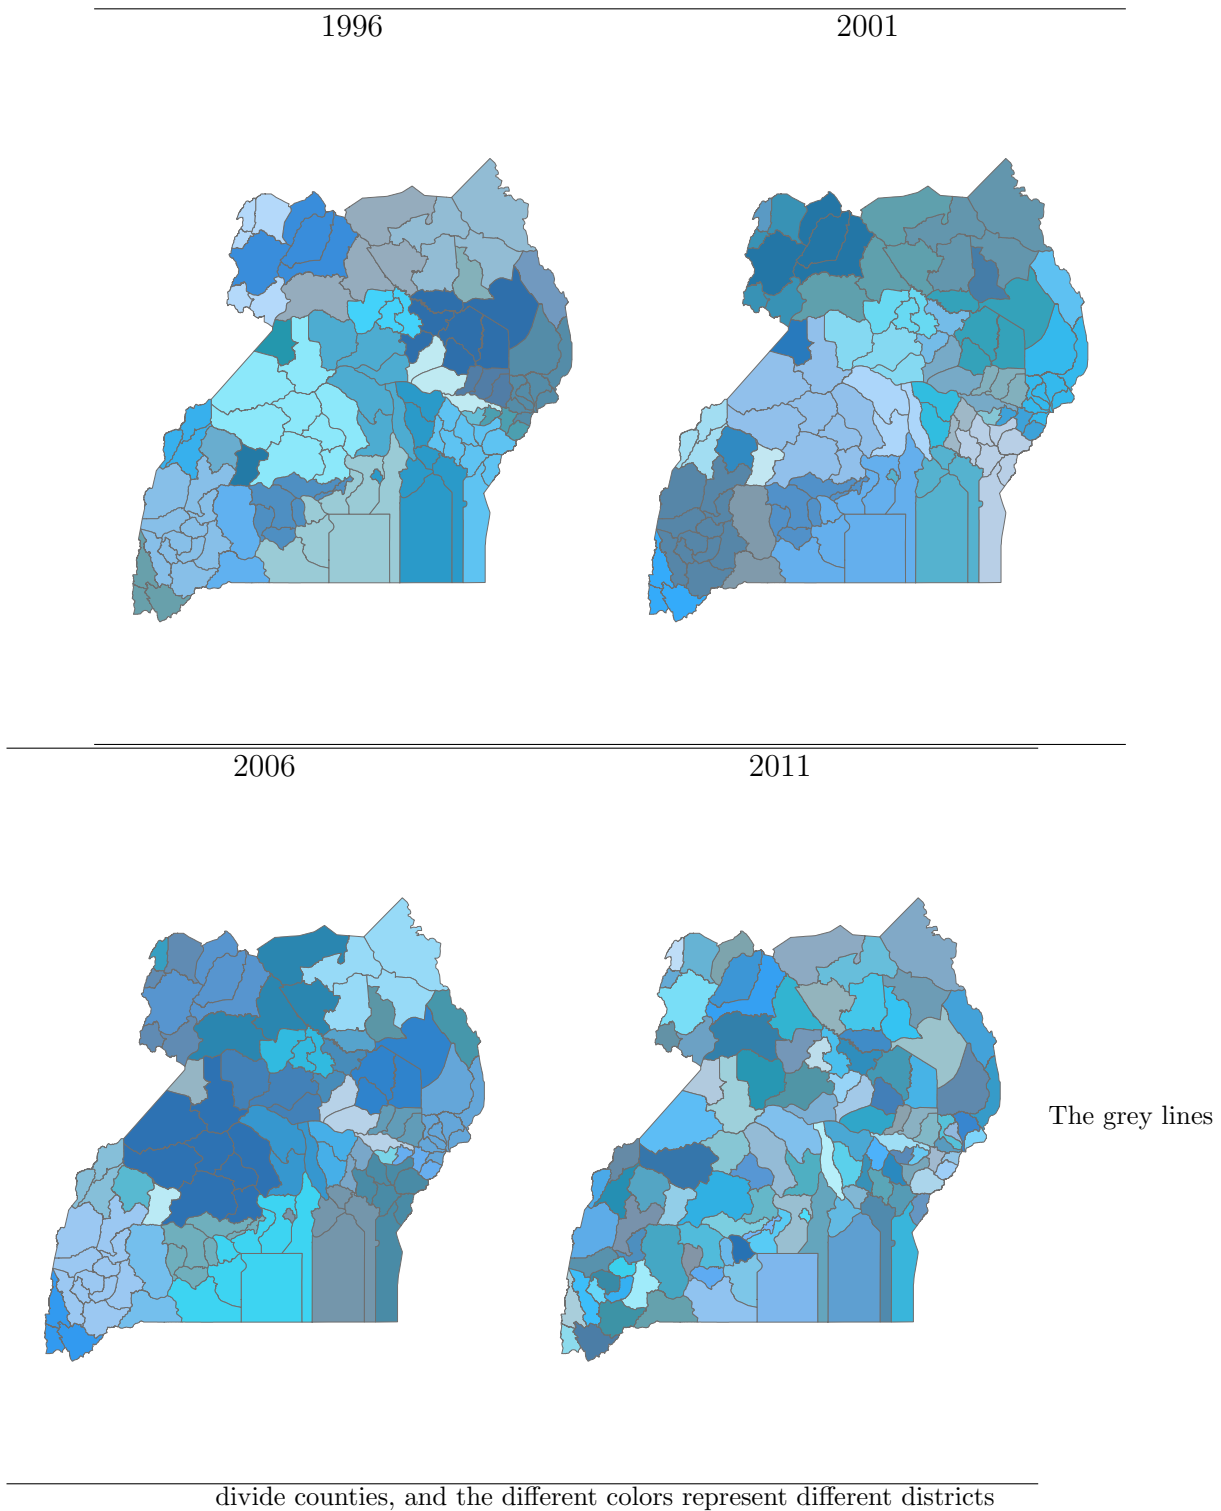 1996
2001
2006
2011
The grey lines
divide counties, and the different colors represent different districts